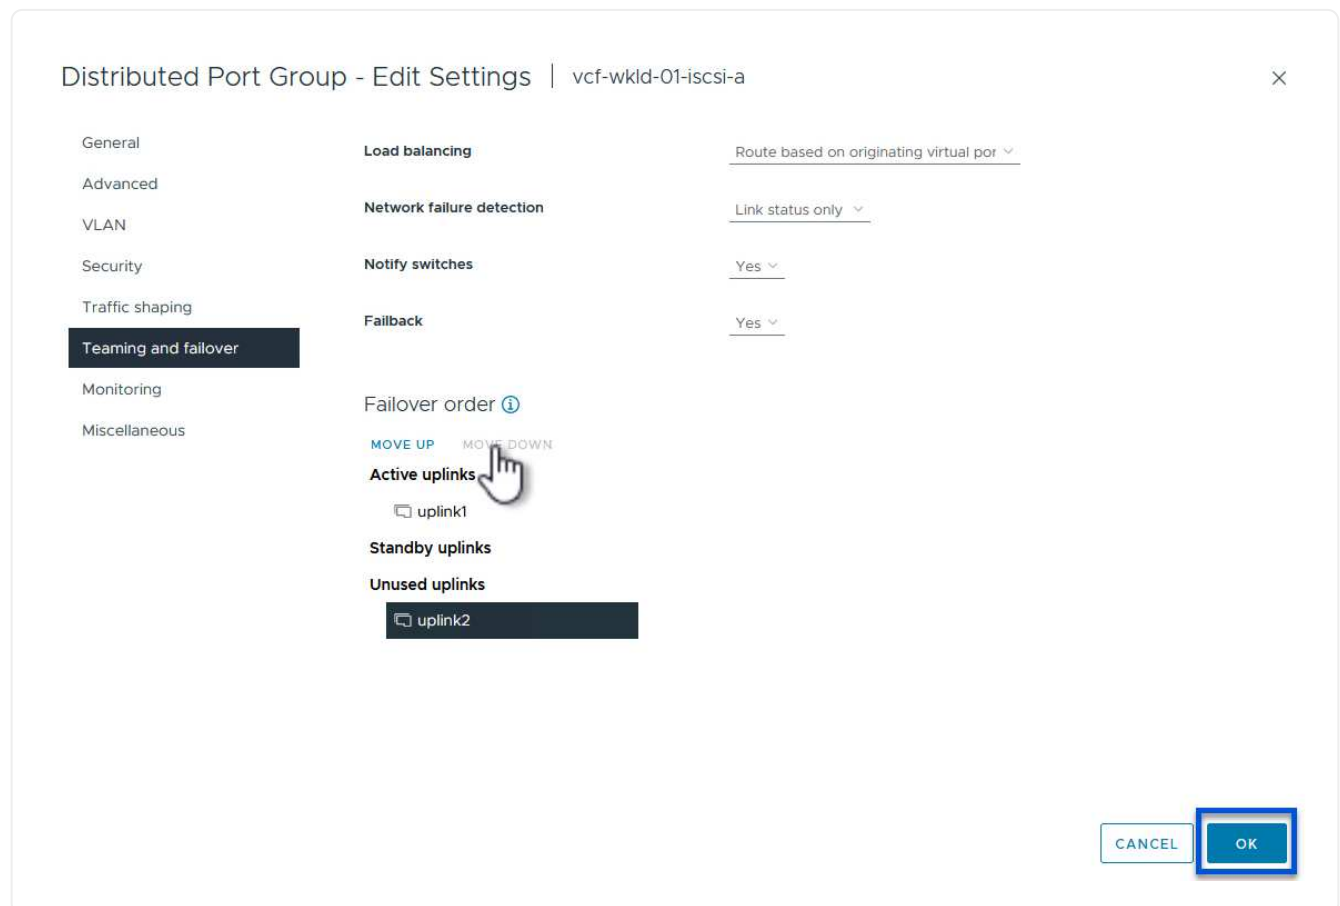 Distributed Port Group - Edit Settings | vcf-wkld-01-iscsi-a
General
Advanced
VLAN
Security
Traffic shaping
Teaming and failover
Monitoring
Miscellaneous
Load balancing
Route based on originating virtual por
Network failure detection
Link status only
Notify switches
Yes
Failback
Yes
Failover order
MOVE UP MOVE DOWN
Active uplinks
uplink1
Standby uplinks
Unused uplinks
uplink2
CANCEL OK